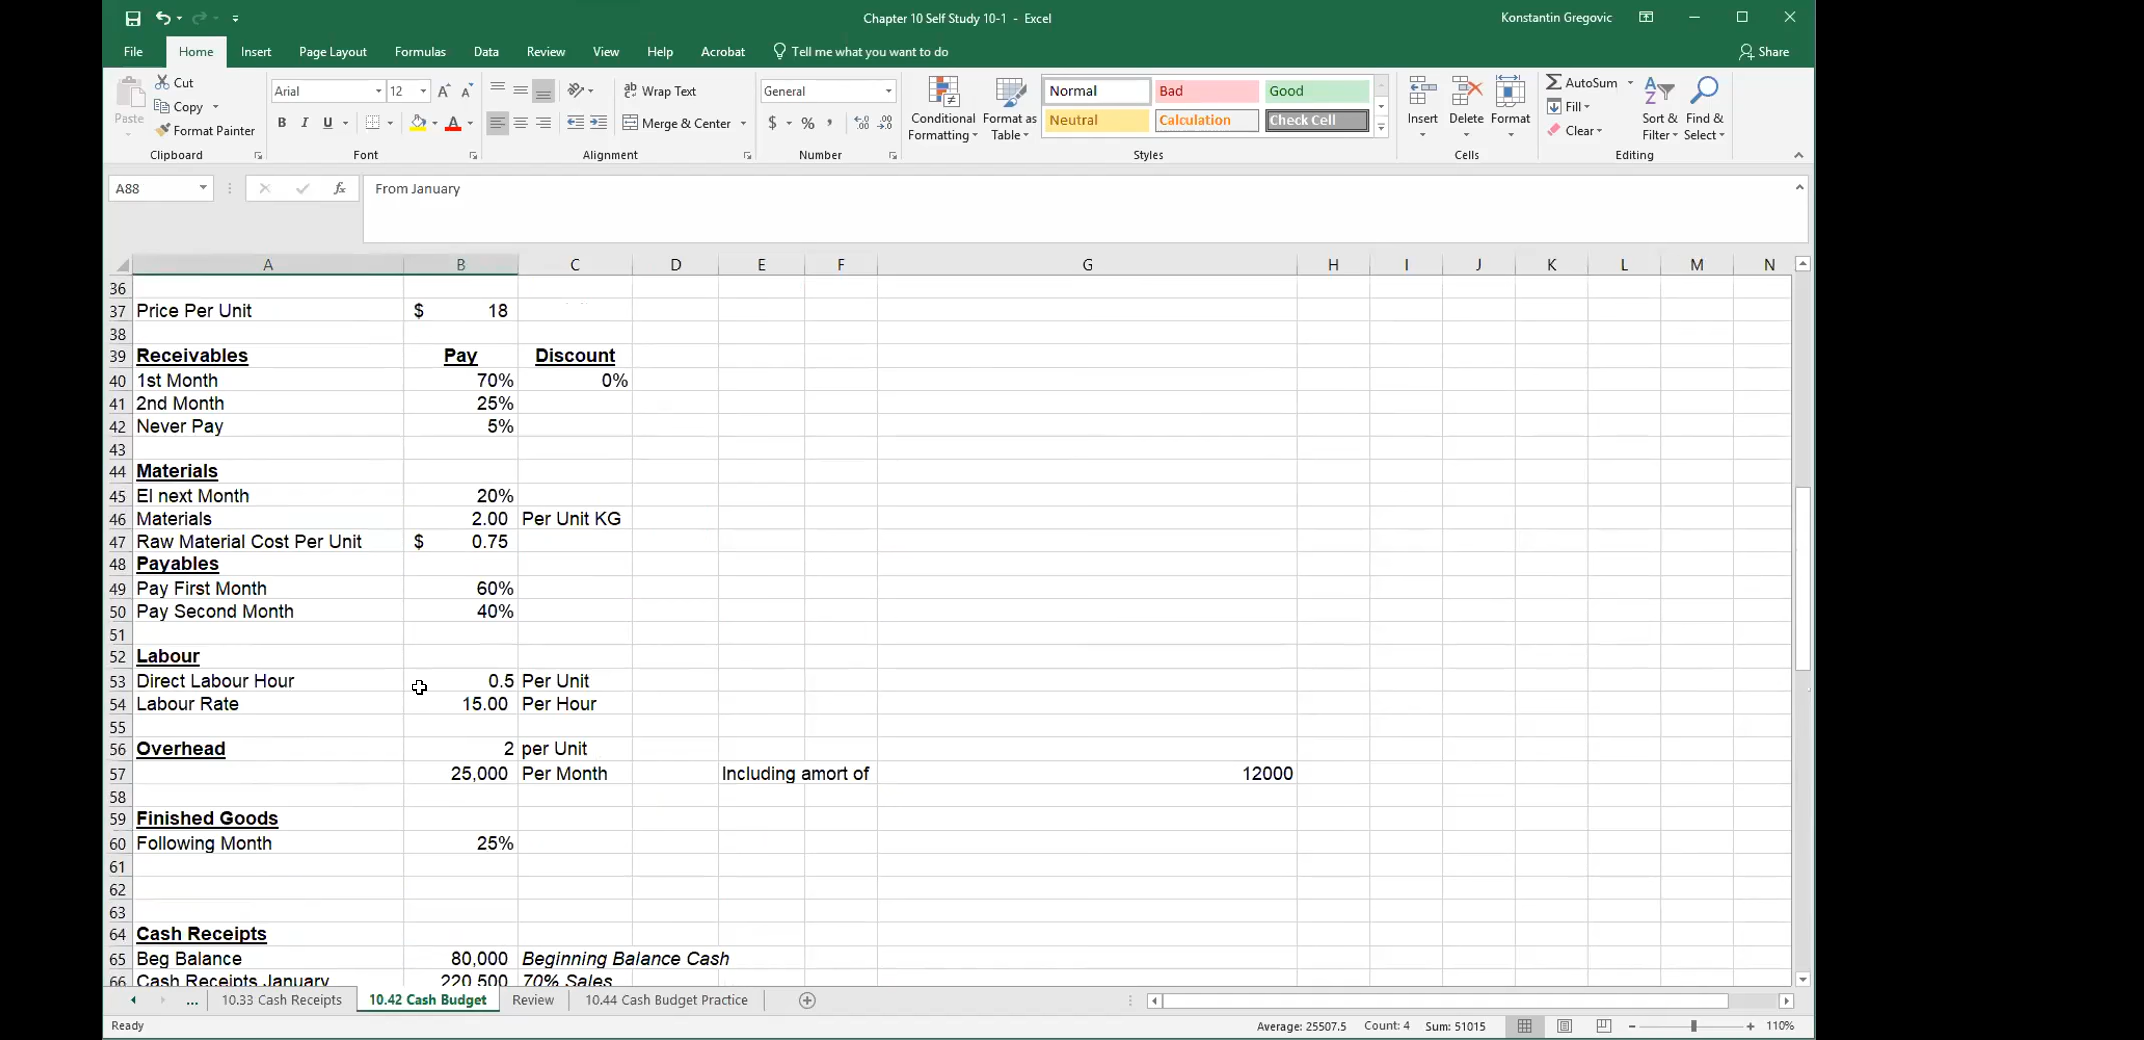 Chapter 10 Self Study 10-1 - Excel
Konstantin Gregovic
File Home Insert Page Layout Formulas Data Review View Help Acrobat Tell me what you want to do
Share
Paste
Cut
Copy
Format Painter
Clipboard
Arial 12
B I U
Font
Wrap Text
Merge & Center
Alignment
General
$ % ,
Number
Conditional Formatting
Format as Table
Normal Bad Good
Neutral Calculation Check Cell
Styles
Insert Delete Format
Cells
AutoSum
Fill
Clear
Sort & Filter
Find & Select
Editing
A88 fx From January
A B C D E F G H I J K L M N
36
37 Price Per Unit $ 18
38
39 Receivables Pay Discount
40 1st Month 70% 0%
41 2nd Month 25%
42 Never Pay 5%
43
44 Materials
45 EI next Month 20%
46 Materials 2.00 Per Unit KG
47 Raw Material Cost Per Unit $ 0.75
48 Payables
49 Pay First Month 60%
50 Pay Second Month 40%
51
52 Labour
53 Direct Labour Hour 0.5 Per Unit
54 Labour Rate 15.00 Per Hour
55
56 Overhead 2 per Unit
57 25,000 Per Month Including amort of 12000
58
59 Finished Goods
60 Following Month 25%
61
62
63
64 Cash Receipts
65 Beg Balance 80,000 Beginning Balance Cash
66 Cash Receipts January 220,500 70% Sales
... 10.33 Cash Receipts 10.42 Cash Budget Review 10.44 Cash Budget Practice
Ready
Average: 25507.5 Count: 4 Sum: 51015 110%